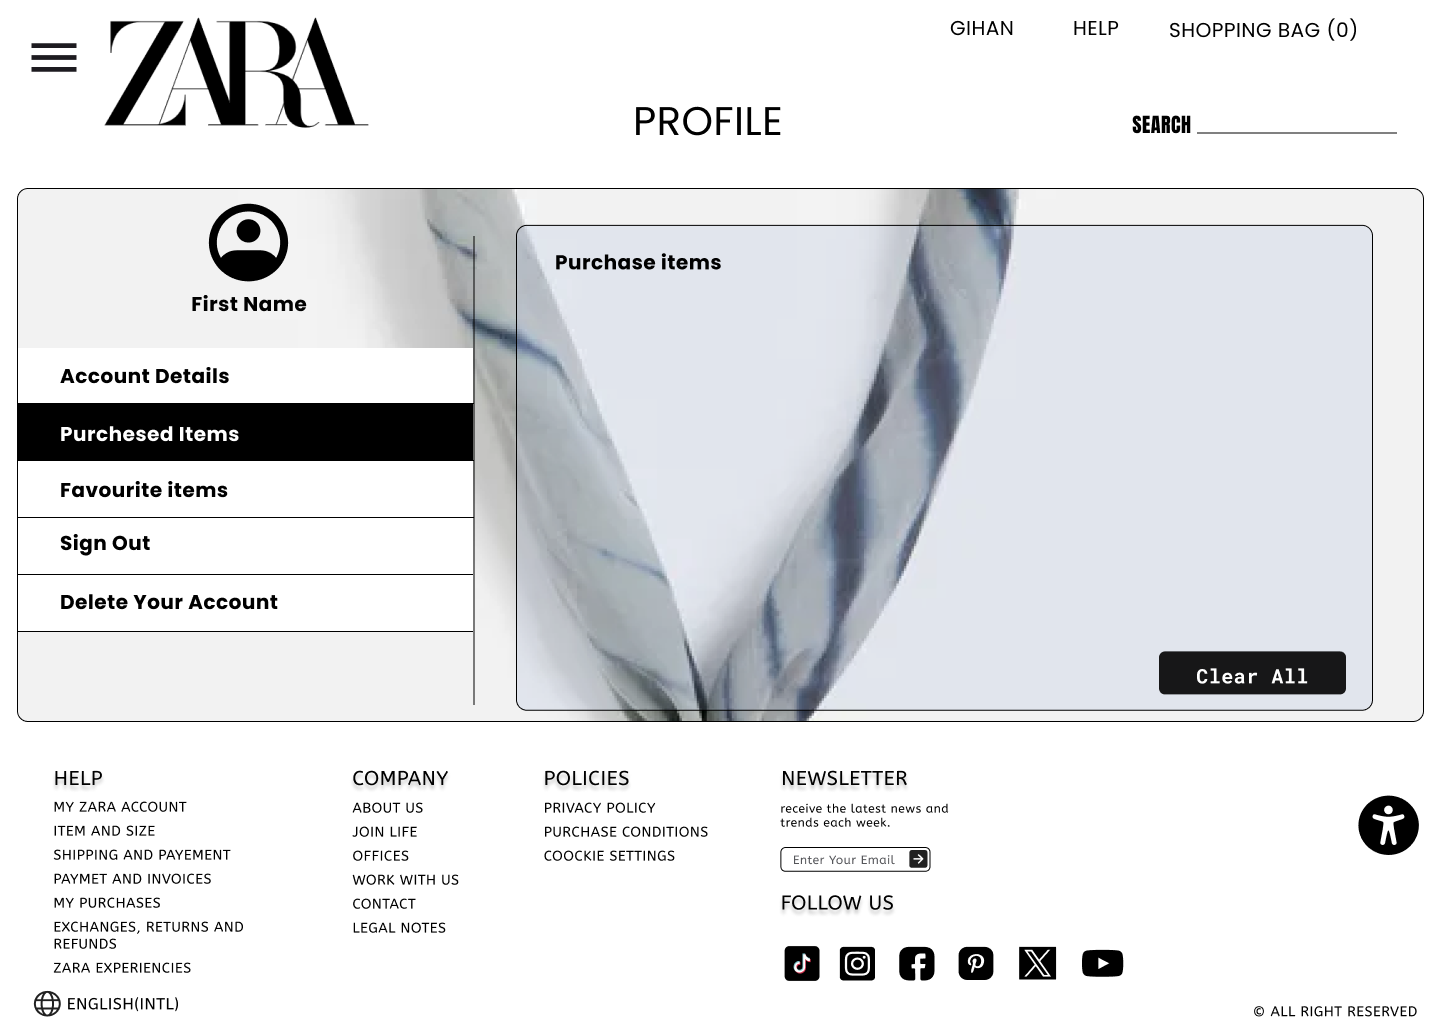 ZARA
GIHAN
HELP
SHOPPING BAG (0)
PROFILE
SEARCH
First Name
Account Details
Purchesed Items
Favourite items
Sign Out
Delete Your Account
Purchase items
Clear All
HELP
MY ZARA ACCOUNT
ITEM AND SIZE
SHIPPING AND PAYEMENT
PAYMET AND INVOICES
MY PURCHASES
EXCHANGES, RETURNS AND
REFUNDS
ZARA EXPERIENCIES
ENGLISH(INTL)
COMPANY
ABOUT US
JOIN LIFE
OFFICES
WORK WITH US
CONTACT
LEGAL NOTES
POLICIES
PRIVACY POLICY
PURCHASE CONDITIONS
COOCKIE SETTINGS
NEWSLETTER
receive the latest news and
trends each week.
Enter Your Email
FOLLOW US
© ALL RIGHT RESERVED